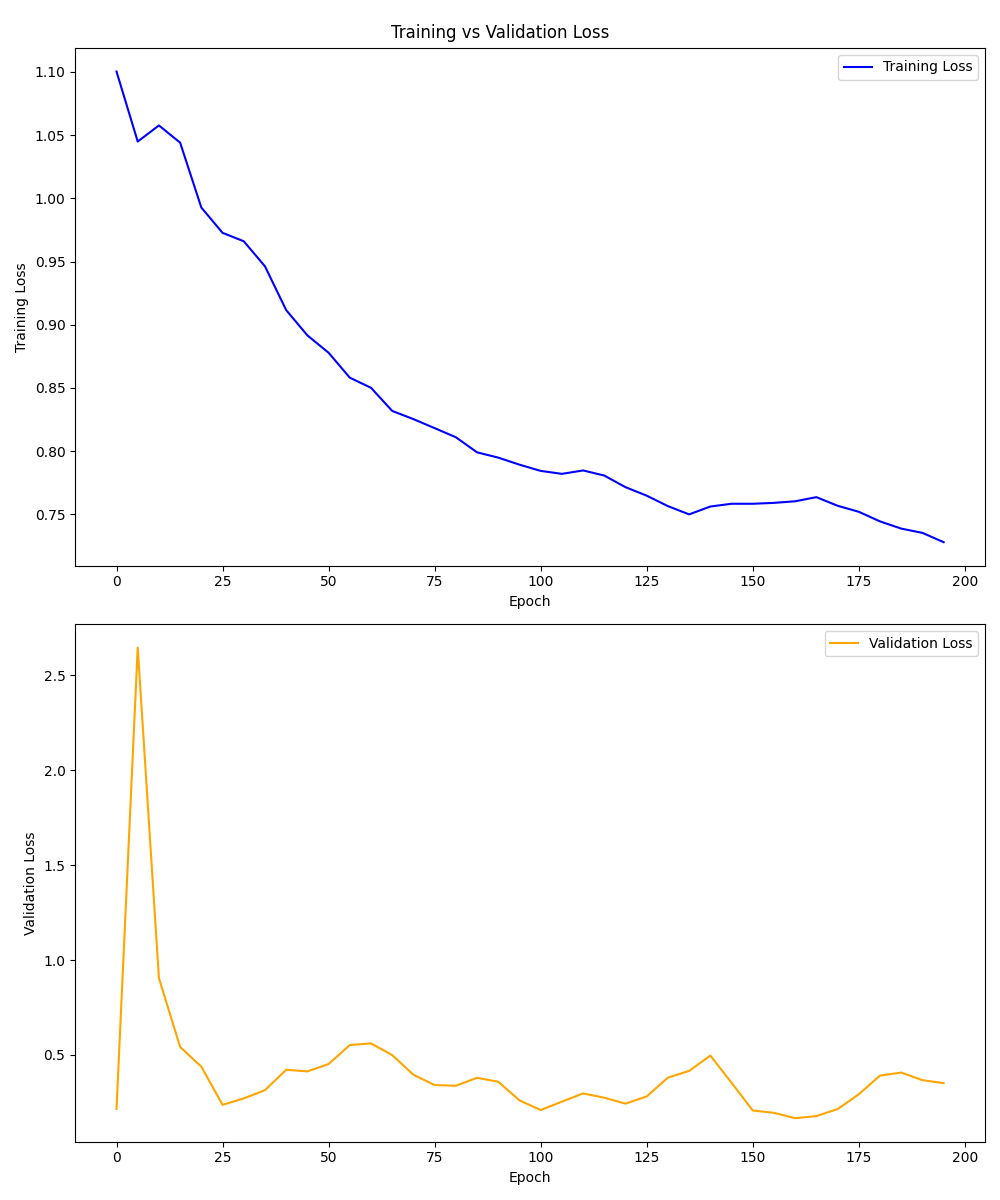 Training vs Validation Loss
Training Loss
1.10
1.05
1.00
0.95
0.90
0.85
0.80
0.75
Training Loss
0 25 50 75 100 125 150 175 200
Epoch
Validation Loss
2.5
2.0
1.5
1.0
0.5
Validation Loss
0 25 50 75 100 125 150 175 200
Epoch